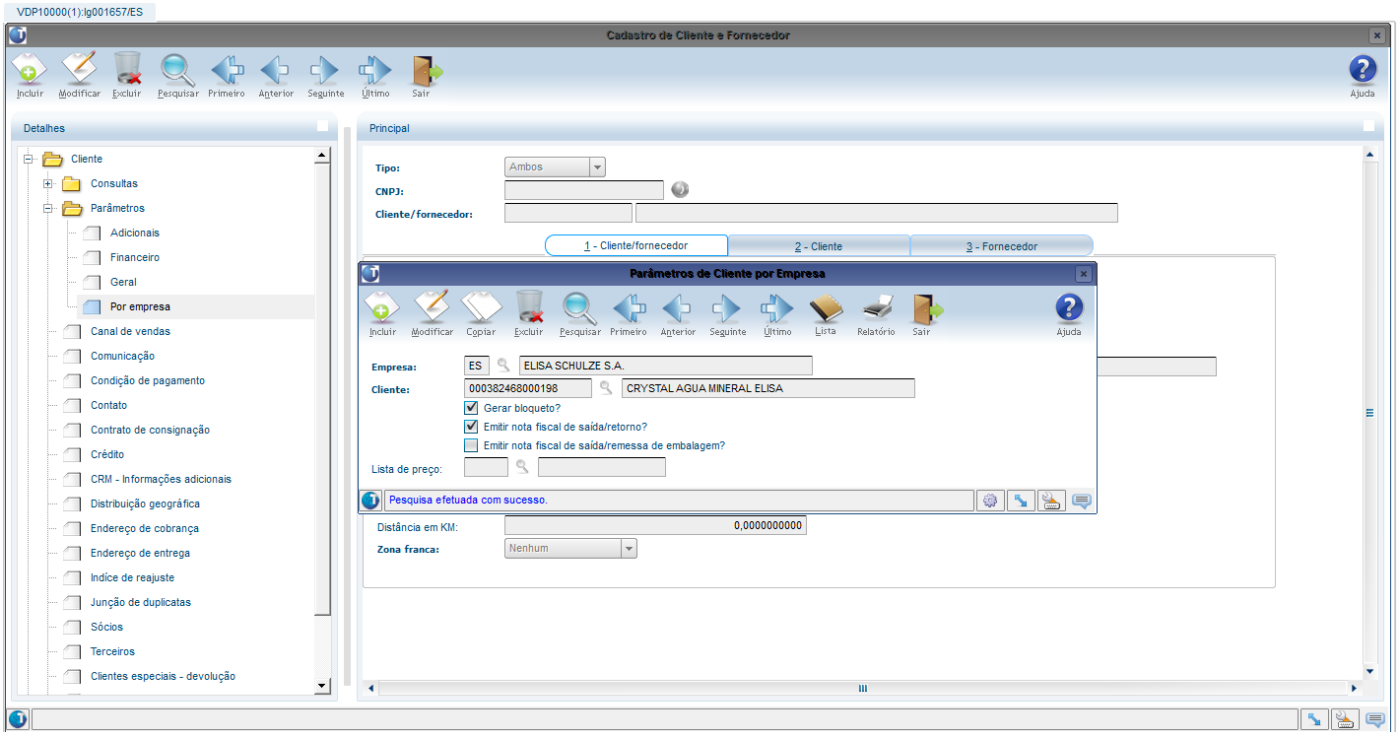 VDP10000(1):lg001657/ES
Cadastro de Cliente e Fornecedor
Incluir Modificar Excluir Pesquisar Primeiro Anterior Seguinte Último Sair Ajuda
Detalhes
Cliente
Consultas
Parâmetros
Adicionais
Financeiro
Geral
Por empresa
Canal de vendas
Comunicação
Condição de pagamento
Contato
Contrato de consignação
Crédito
CRM - Informações adicionais
Distribuição geográfica
Endereço de cobrança
Endereço de entrega
Indíce de reajuste
Junção de duplicatas
Sócios
Terceiros
Clientes especiais - devolução
Principal
Tipo: Ambos
CNPJ:
Cliente/fornecedor:
1 - Cliente/fornecedor 2 - Cliente 3 - Fornecedor
Parâmetros de Cliente por Empresa
Incluir Modificar Copiar Excluir Pesquisar Primeiro Anterior Seguinte Último Lista Relatório Sair Ajuda
Empresa: ES ELISA SCHULZE S.A.
Cliente: 000382468000198 CRYSTAL AGUA MINERAL ELISA
Gerar bloqueto?
Emitir nota fiscal de saída/retorno?
Emitir nota fiscal de saída/remessa de embalagem?
Lista de preço:
Pesquisa efetuada com sucesso.
Distância em KM: 0,0000000000
Zona franca: Nenhum